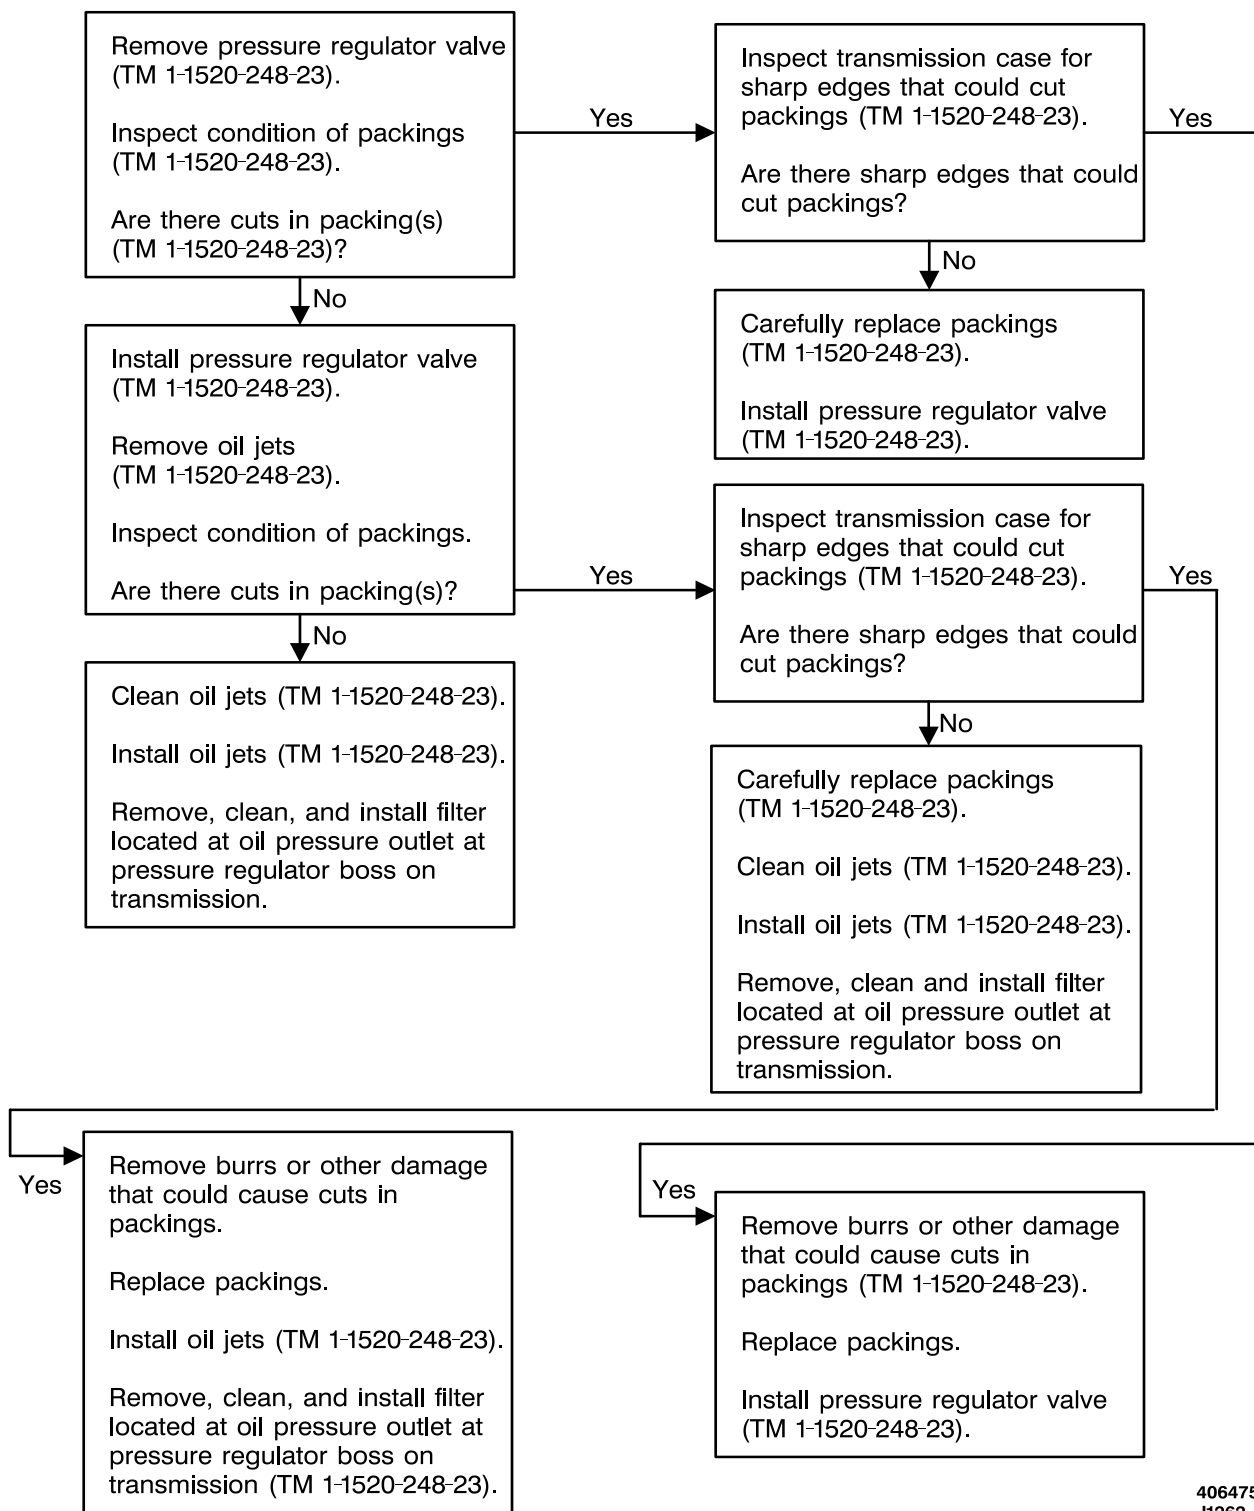 Remove pressure regulator valve
(TM 1-1520-248-23).
Inspect condition of packings
(TM 1-1520-248-23).
Are there cuts in packing(s)
(TM 1-1520-248-23)?
Yes
Inspect transmission case for
sharp edges that could cut
packings (TM 1-1520-248-23).
Are there sharp edges that could
cut packings?
Yes
No
No
Carefully replace packings
(TM 1-1520-248-23).
Install pressure regulator valve
(TM 1-1520-248-23).
Install pressure regulator valve
(TM 1-1520-248-23).
Remove oil jets
(TM 1-1520-248-23).
Inspect condition of packings.
Are there cuts in packing(s)?
Yes
Inspect transmission case for
sharp edges that could cut
packings (TM 1-1520-248-23).
Are there sharp edges that could
cut packings?
Yes
No
No
Clean oil jets (TM 1-1520-248-23).
Install oil jets (TM 1-1520-248-23).
Remove, clean, and install filter
located at oil pressure outlet at
pressure regulator boss on
transmission.
Carefully replace packings
(TM 1-1520-248-23).
Clean oil jets (TM 1-1520-248-23).
Install oil jets (TM 1-1520-248-23).
Remove, clean and install filter
located at oil pressure outlet at
pressure regulator boss on
transmission.
Yes
Remove burrs or other damage
that could cause cuts in
packings.
Replace packings.
Install oil jets (TM 1-1520-248-23).
Remove, clean, and install filter
located at oil pressure outlet at
pressure regulator boss on
transmission (TM 1-1520-248-23).
Yes
Remove burrs or other damage
that could cause cuts in
packings (TM 1-1520-248-23).
Replace packings.
Install pressure regulator valve
(TM 1-1520-248-23).
406475